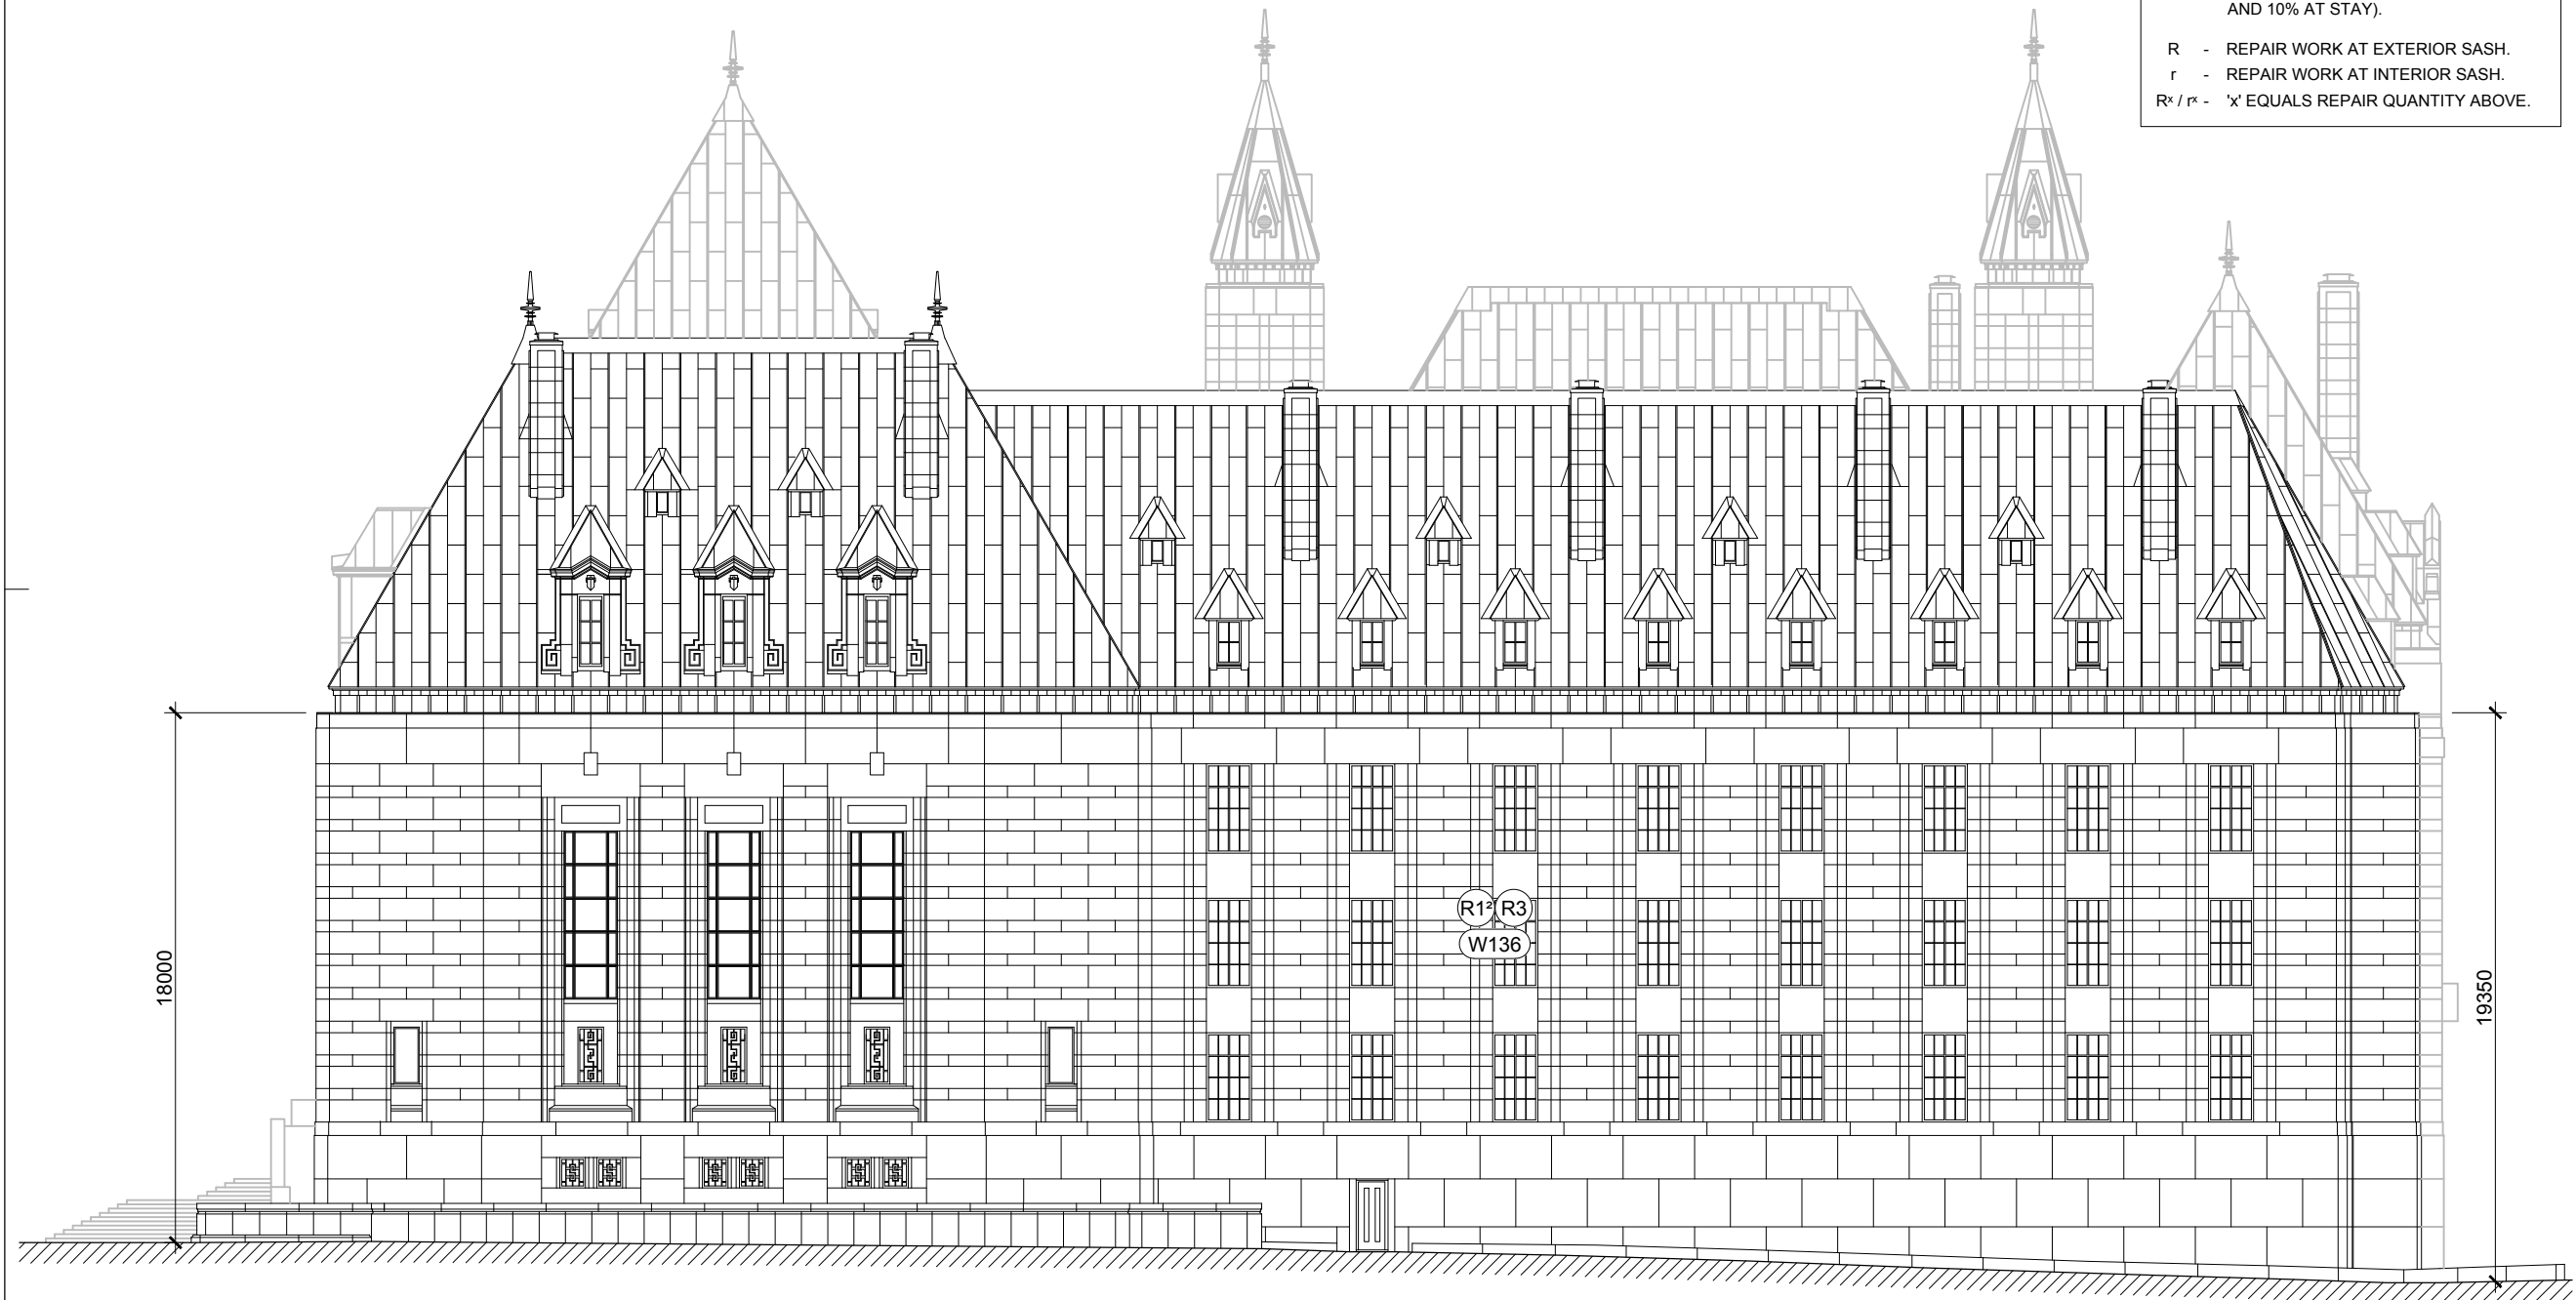 AND 10% AT STAY).
R - REPAIR WORK AT EXTERIOR SASH.
r - REPAIR WORK AT INTERIOR SASH.
Rˣ / rˣ - 'x' EQUALS REPAIR QUANTITY ABOVE.
R1² R3
W136
18000
19350